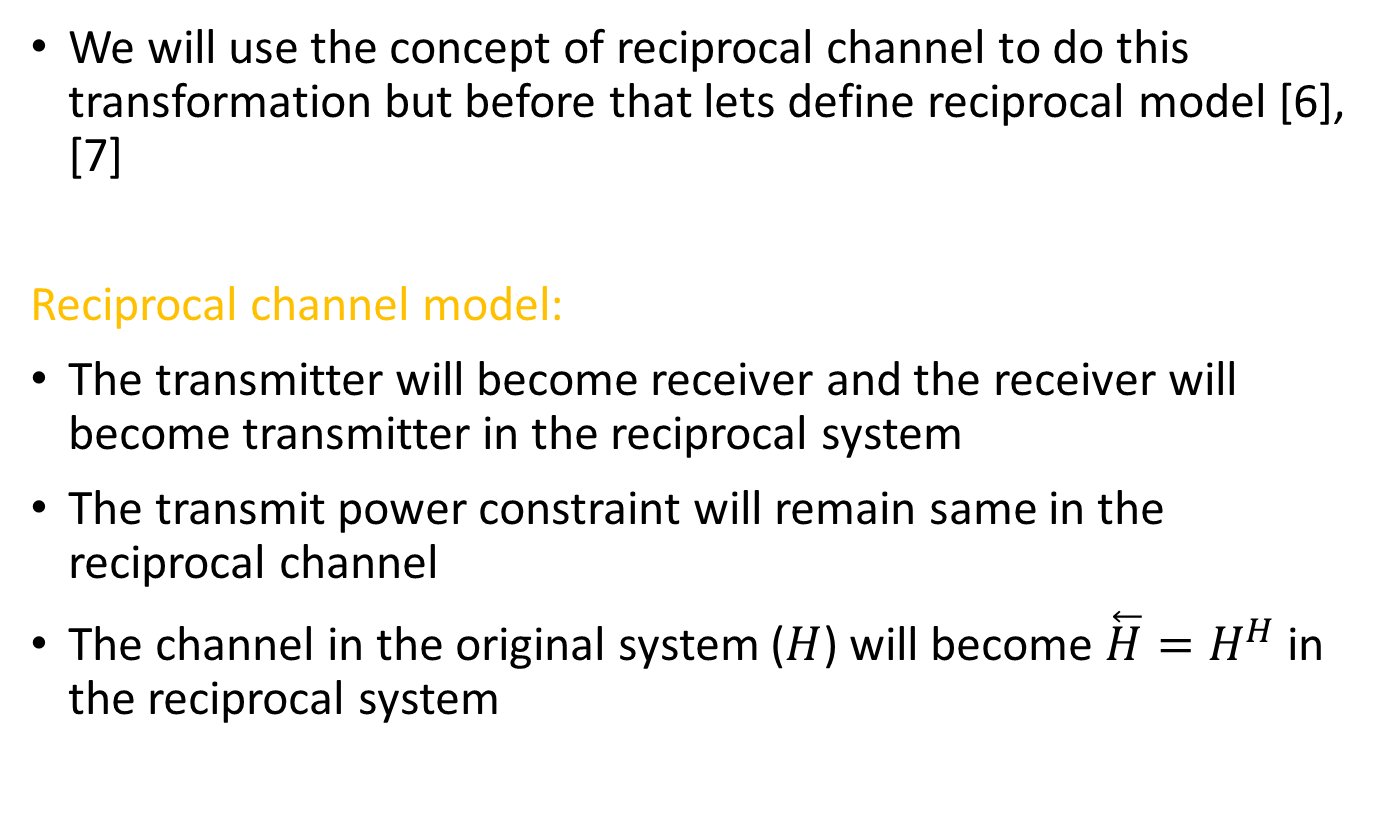 • We will use the concept of reciprocal channel to do this
transformation but before that lets define reciprocal model [6],
[7]
Reciprocal channel model:
• The transmitter will become receiver and the receiver will
become transmitter in the reciprocal system
• The transmit power constraint will remain same in the
reciprocal channel
• The channel in the original system (𝐻) will become 𝐻⃖ = 𝐻ᴴ in
the reciprocal system